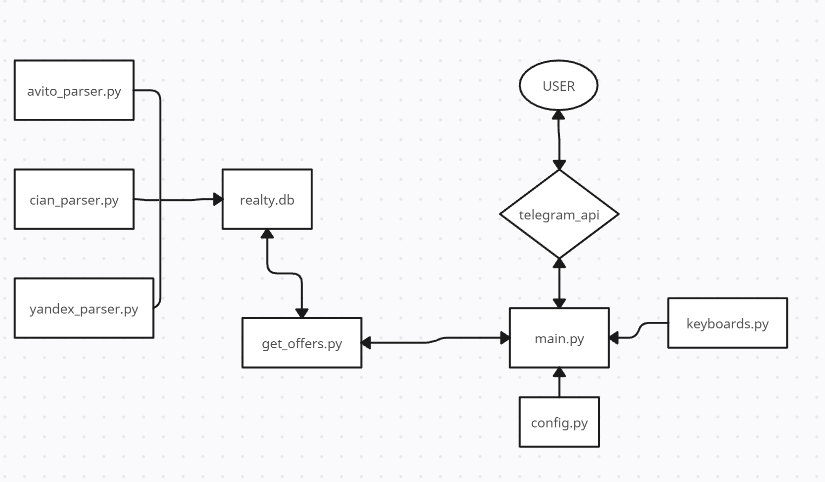 USER
avito_parser.py
cian_parser.py
realty.db
telegram_api
yandex_parser.py
get_offers.py
main.py
keyboards.py
config.py